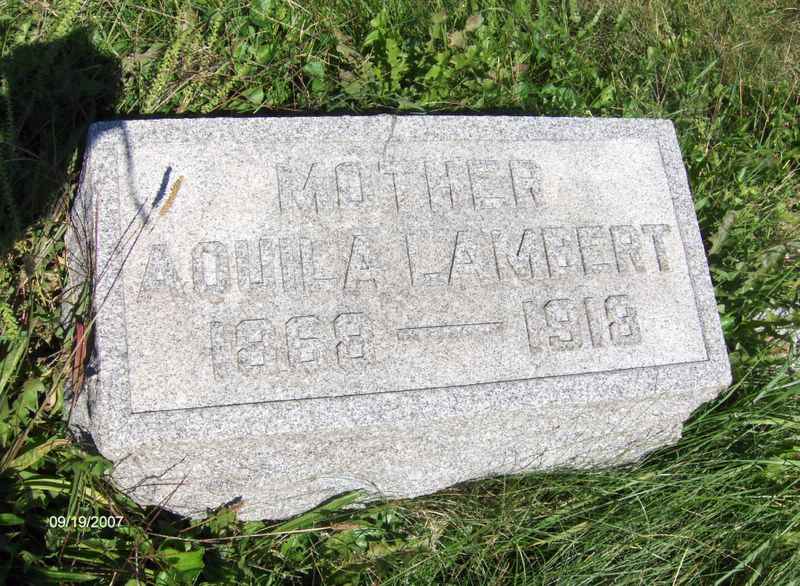 MOTHER
AQUILA LAMBERT
1868 — 1918
09/19/2007